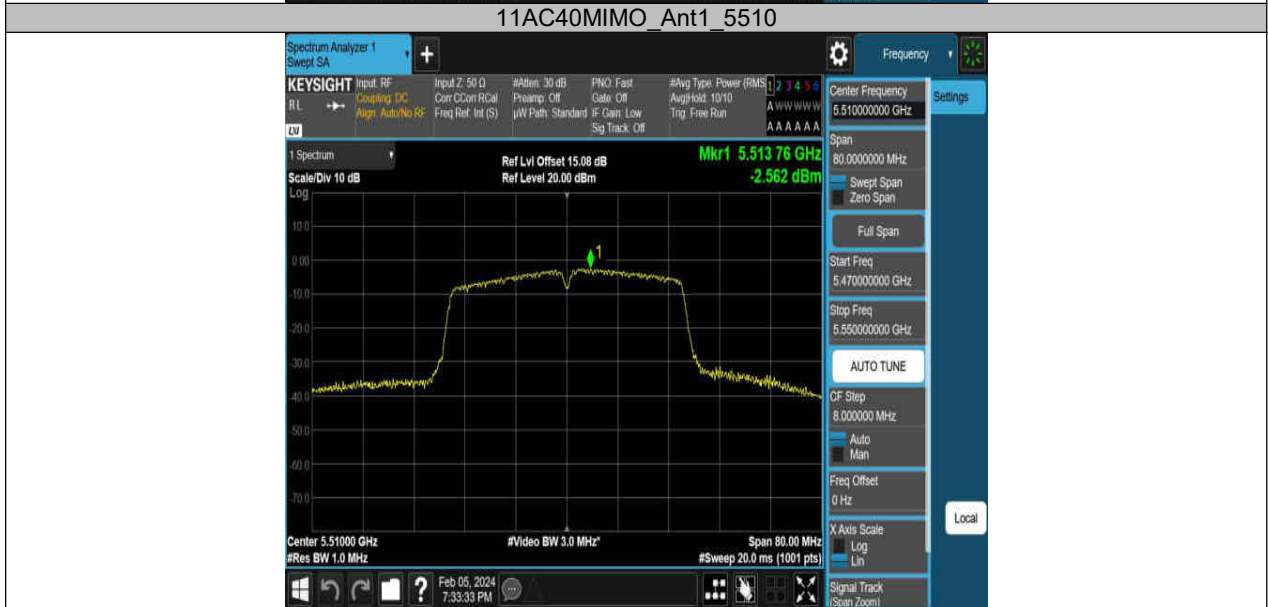 11AC40MIMO_Ant1_5510
Spectrum Analyzer 1
Swept SA
+
Frequency
KEYSIGHT
RL
LXI
Input: RF
Coupling: DC
Align: Auto/No RF
Input Z: 50 Ω
Corr CCorr RCal
Freq Ref: Int (S)
#Atten: 30 dB
Preamp: Off
µW Path: Standard
PNO: Fast
Gate: Off
IF Gain: Low
Sig Track: Off
#Avg Type: Power (RMS
Avg|Hold: 10/10
Trig: Free Run
1 2 3 4 5 6
A W W W W W
A A A A A A
1 Spectrum
Scale/Div 10 dB
Log
Ref Lvl Offset 15.08 dB
Ref Level 20.00 dBm
Mkr1 5.513 76 GHz
-2.562 dBm
10.0
0.00
-10.0
-20.0
-30.0
-40.0
-50.0
-60.0
-70.0
1
Center 5.51000 GHz
#Res BW 1.0 MHz
#Video BW 3.0 MHz*
Span 80.00 MHz
#Sweep 20.0 ms (1001 pts)
Feb 05, 2024
7:33:33 PM
?
Center Frequency
5.510000000 GHz
Settings
Span
80.0000000 MHz
Swept Span
Zero Span
Full Span
Start Freq
5.470000000 GHz
Stop Freq
5.550000000 GHz
AUTO TUNE
CF Step
8.000000 MHz
Auto
Man
Freq Offset
0 Hz
Local
X Axis Scale
Log
Lin
Signal Track
(Span Zoom)